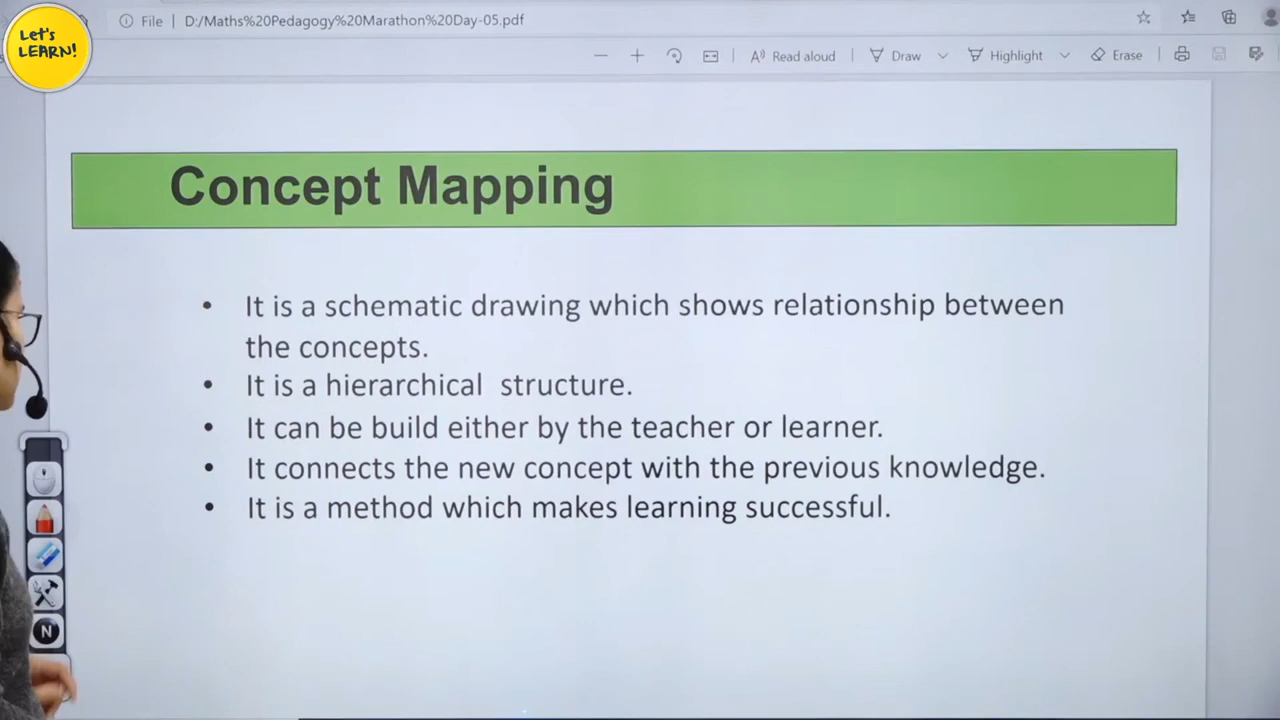 Let's
LEARN!
File
D:/Maths%20Pedagogy%20Marathon%20Day-05.pdf
Read aloud
Draw
Highlight
Erase
Concept Mapping
• It is a schematic drawing which shows relationship between
the concepts.
• It is a hierarchical structure.
• It can be build either by the teacher or learner.
• It connects the new concept with the previous knowledge.
• It is a method which makes learning successful.
N